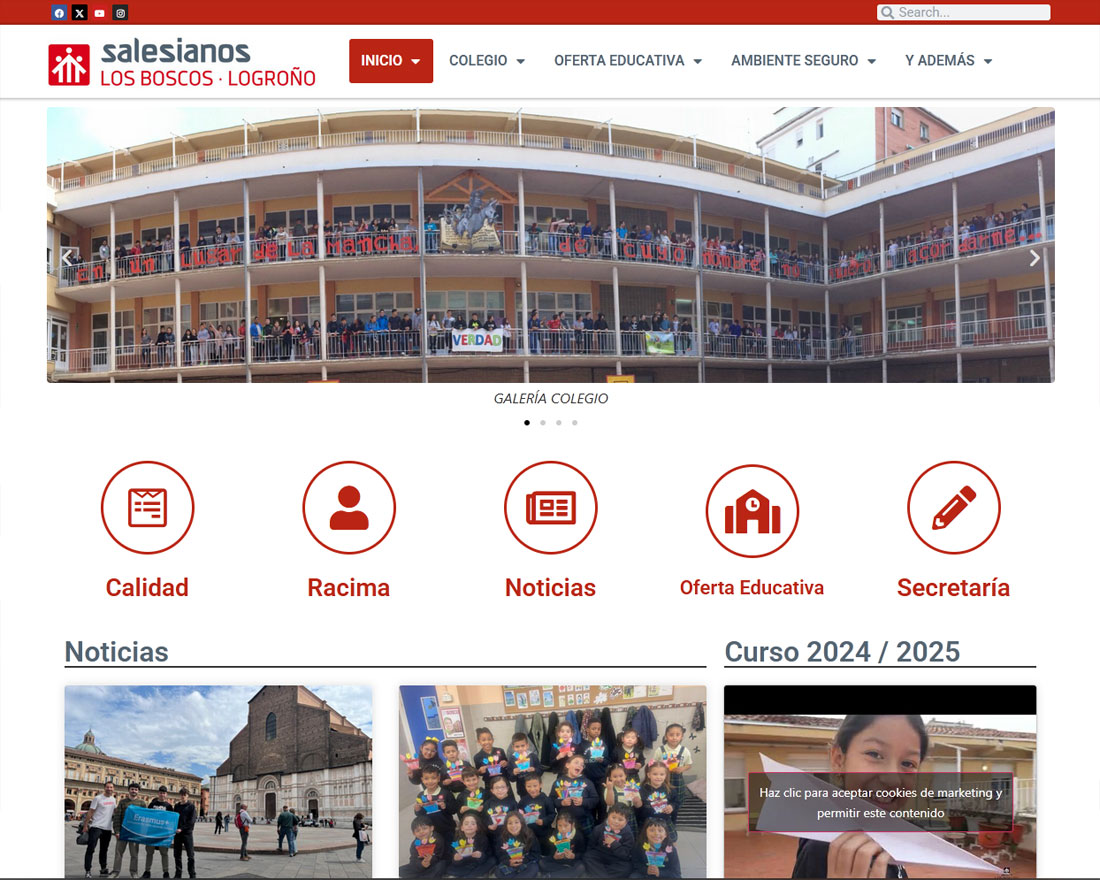 Search...
salesianos
LOS BOSCOS · LOGROÑO
INICIO
COLEGIO
OFERTA EDUCATIVA
AMBIENTE SEGURO
Y ADEMÁS
en un lugar de La Mancha,
de cuyo nombre no quiero acordarme...
VERDAD
GALERÍA COLEGIO
Calidad
Racima
Noticias
Oferta Educativa
Secretaría
Noticias
Curso 2024 / 2025
Erasmus+
Haz clic para aceptar cookies de marketing y
permitir este contenido